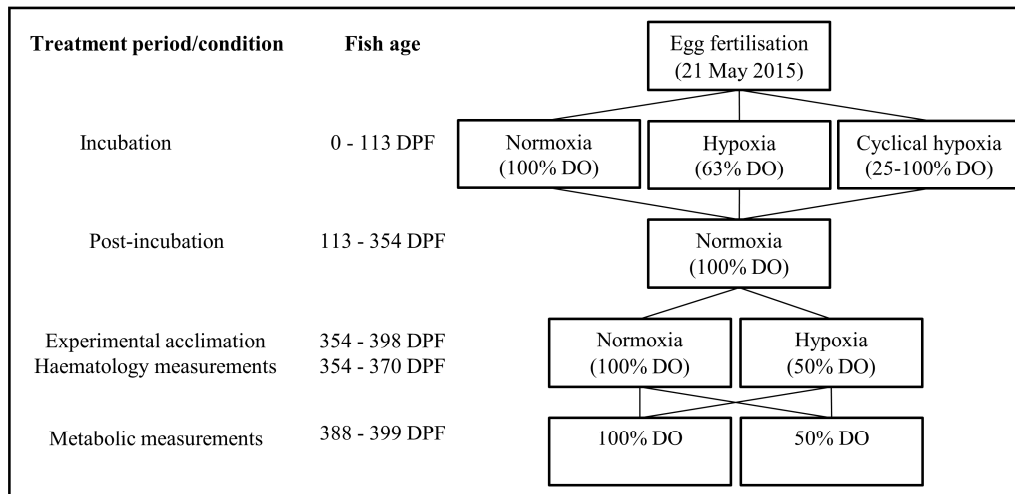 Treatment period/condition
Fish age
Egg fertilisation
(21 May 2015)
Incubation
0 - 113 DPF
Normoxia
(100% DO)
Hypoxia
(63% DO)
Cyclical hypoxia
(25-100% DO)
Post-incubation
113 - 354 DPF
Normoxia
(100% DO)
Experimental acclimation
354 - 398 DPF
Haematology measurements
354 - 370 DPF
Normoxia
(100% DO)
Hypoxia
(50% DO)
Metabolic measurements
388 - 399 DPF
100% DO
50% DO